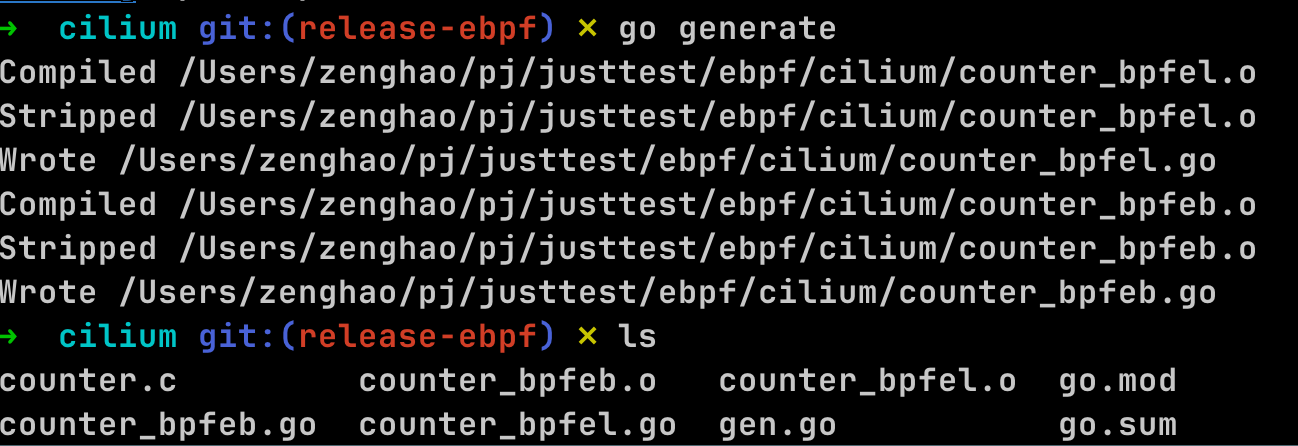 →  cilium git:(release-ebpf) ✗ go generate
Compiled /Users/zenghao/pj/justtest/ebpf/cilium/counter_bpfel.o
Stripped /Users/zenghao/pj/justtest/ebpf/cilium/counter_bpfel.o
Wrote /Users/zenghao/pj/justtest/ebpf/cilium/counter_bpfel.go
Compiled /Users/zenghao/pj/justtest/ebpf/cilium/counter_bpfeb.o
Stripped /Users/zenghao/pj/justtest/ebpf/cilium/counter_bpfeb.o
Wrote /Users/zenghao/pj/justtest/ebpf/cilium/counter_bpfeb.go
→  cilium git:(release-ebpf) ✗ ls
counter.c         counter_bpfeb.o   counter_bpfel.o  go.mod
counter_bpfeb.go  counter_bpfel.go  gen.go           go.sum